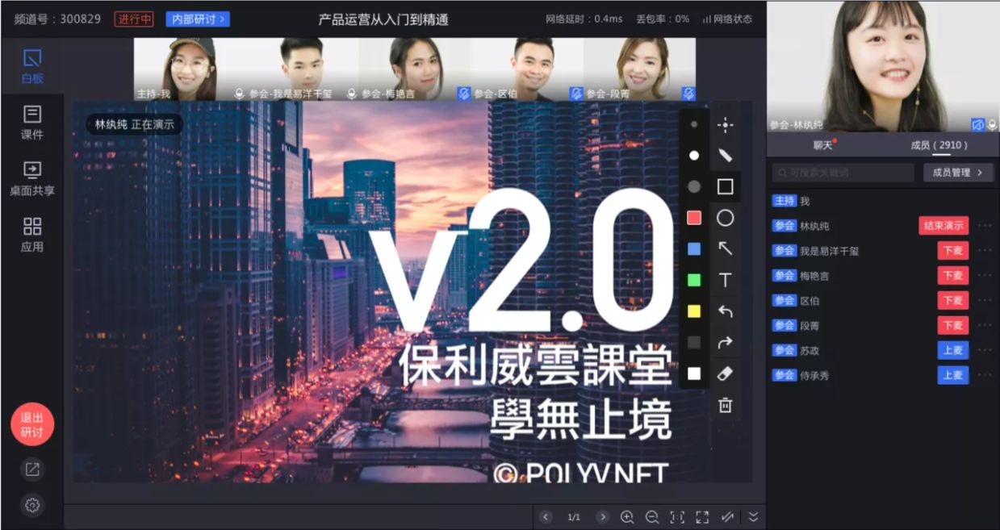 频道号：300829 进行中 内部研讨 > 产品运营从入门到精通 网络延时：0.4ms 丢包率：0% 网络状态
白板
课件
桌面共享
应用
退出
研讨
主持-我
参会-我是易洋千玺
参会-梅艳言
参会-区伯
参会-段菁
林纨纯 正在演示
v2.0
保利威雲課堂
學無止境
© POLYV.NET
1/1
参会-林纨纯
聊天 成员 ( 2910 )
可搜索关键词 成员管理 >
主持 我
参会 林纨纯 结束演示 ···
参会 我是易洋千玺 下麦 ···
参会 梅艳言 下麦 ···
参会 区伯 下麦 ···
参会 段菁 下麦 ···
参会 苏政 上麦 ···
参会 侍承秀 上麦 ···